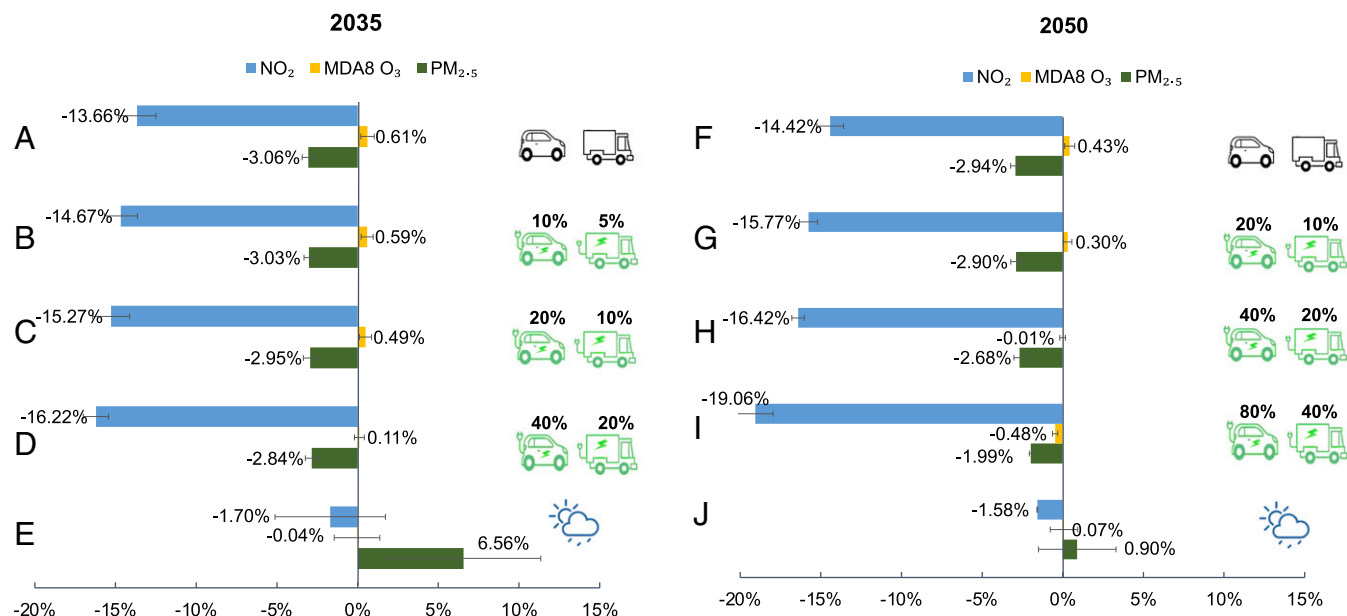 2035
NO₂ MDA8 O₃ PM₂.₅
A
-13.66%
0.61%
-3.06%
B
-14.67%
0.59%
-3.03%
10% 5%
C
-15.27%
0.49%
-2.95%
20% 10%
D
-16.22%
0.11%
-2.84%
40% 20%
E
-1.70%
-0.04%
6.56%
-20% -15% -10% -5% 0% 5% 10% 15%
2050
NO₂ MDA8 O₃ PM₂.₅
F
-14.42%
0.43%
-2.94%
G
-15.77%
0.30%
-2.90%
20% 10%
H
-16.42%
-0.01%
-2.68%
40% 20%
I
-19.06%
-0.48%
-1.99%
80% 40%
J
-1.58%
0.07%
0.90%
-20% -15% -10% -5% 0% 5% 10% 15%